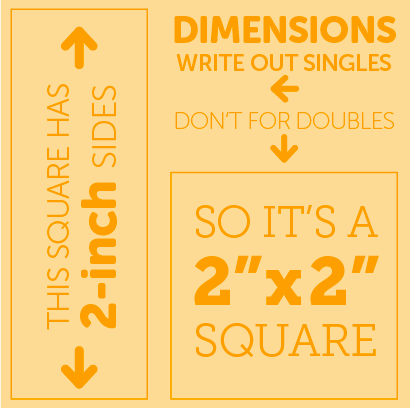 THIS SQUARE HAS
2-inch SIDES
DIMENSIONS
WRITE OUT SINGLES
DON'T FOR DOUBLES
SO IT'S A
2”x2”
SQUARE